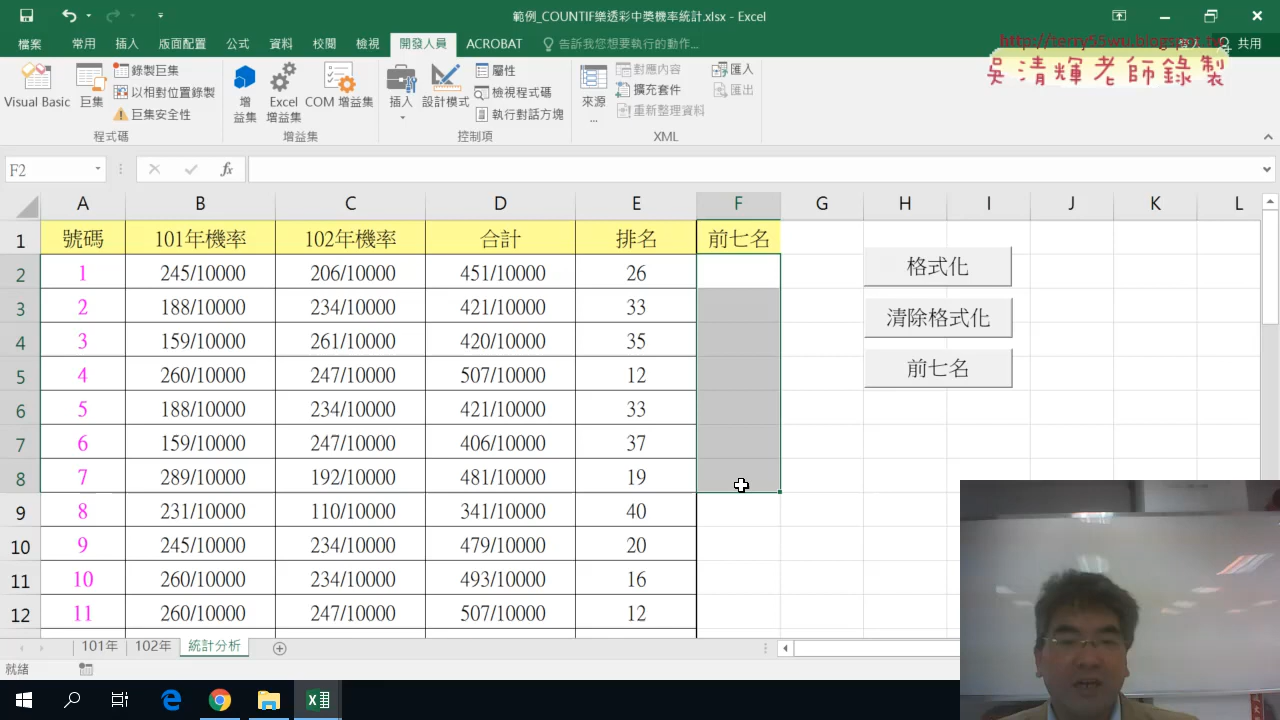 範例_COUNTIF樂透彩中獎機率統計.xlsx - Excel
檔案 常用 插入 版面配置 公式 資料 校閱 檢視 開發人員 ACROBAT 告訴我您想要執行的動作... 登入 共用
http://terry55wu.blogspot.tw
吳清輝老師錄製
Visual Basic 巨集 錄製巨集 以相對位置錄製 巨集安全性
增益集 Excel 增益集 COM 增益集
插入 設計模式 屬性 檢視程式碼 執行對話方塊
來源... 對應內容 擴充套件 重新整理資料 匯入 匯出
程式碼 增益集 控制項 XML
F2 fx
A B C D E F G H I J K L
1 號碼 101年機率 102年機率 合計 排名 前七名
2 1 245/10000 206/10000 451/10000 26
3 2 188/10000 234/10000 421/10000 33
4 3 159/10000 261/10000 420/10000 35
5 4 260/10000 247/10000 507/10000 12
6 5 188/10000 234/10000 421/10000 33
7 6 159/10000 247/10000 406/10000 37
8 7 289/10000 192/10000 481/10000 19
9 8 231/10000 110/10000 341/10000 40
10 9 245/10000 234/10000 479/10000 20
11 10 260/10000 234/10000 493/10000 16
12 11 260/10000 247/10000 507/10000 12
格式化
清除格式化
前七名
101年 102年 統計分析
就緒